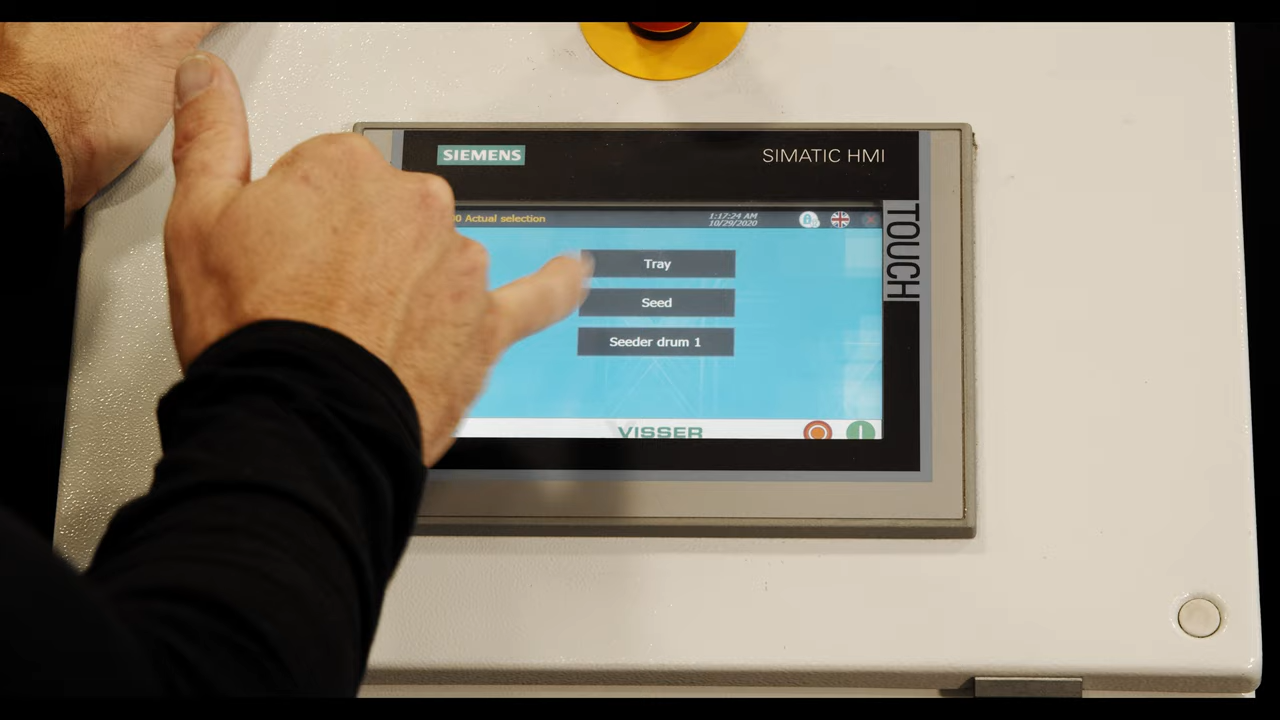 SIEMENS
SIMATIC HMI
TOUCH
0 Actual selection
1:17:24 AM
10/29/2020
Tray
Seed
Seeder drum 1
VISSER